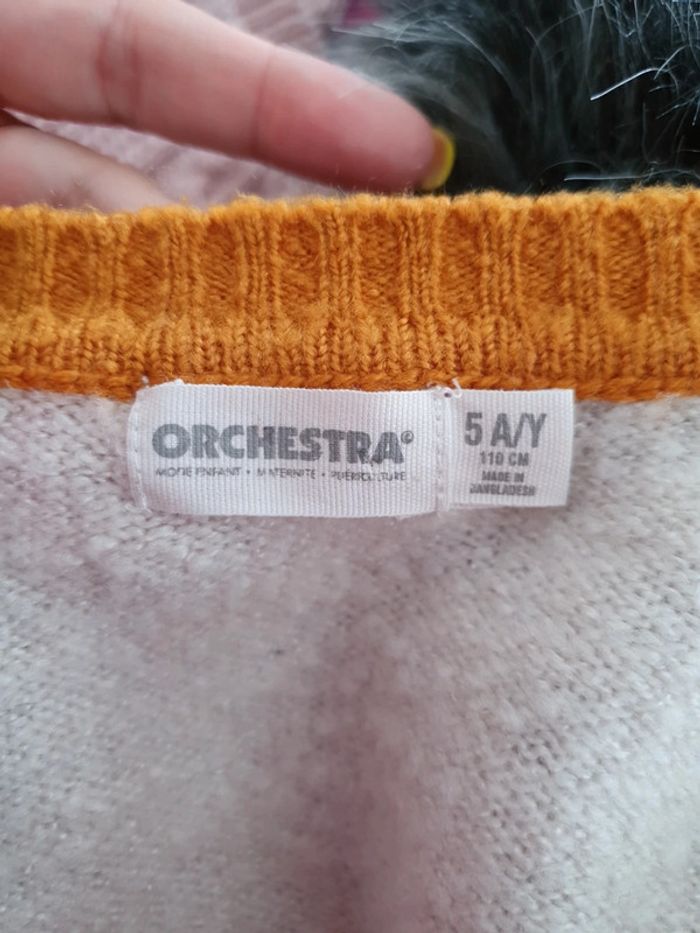 ORCHESTRA®
MODE ENFANT • MATERNITE • PUERICULTURE
5 A/Y
110 CM
MADE IN
BANGLADESH